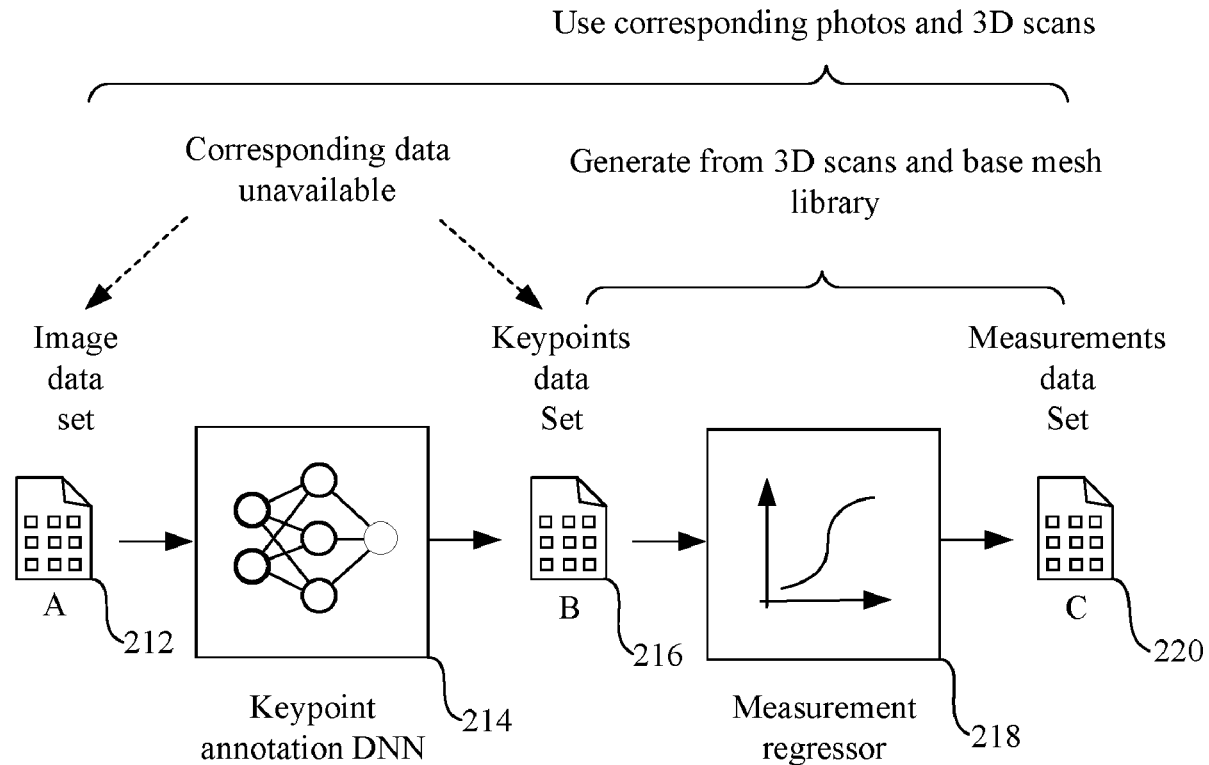 Use corresponding photos and 3D scans
Corresponding data
unavailable
Generate from 3D scans and base mesh
library
Image
data
set
Keypoints
data
Set
Measurements
data
Set
A
212
B
216
C
220
Keypoint
annotation DNN
214
Measurement
regressor
218